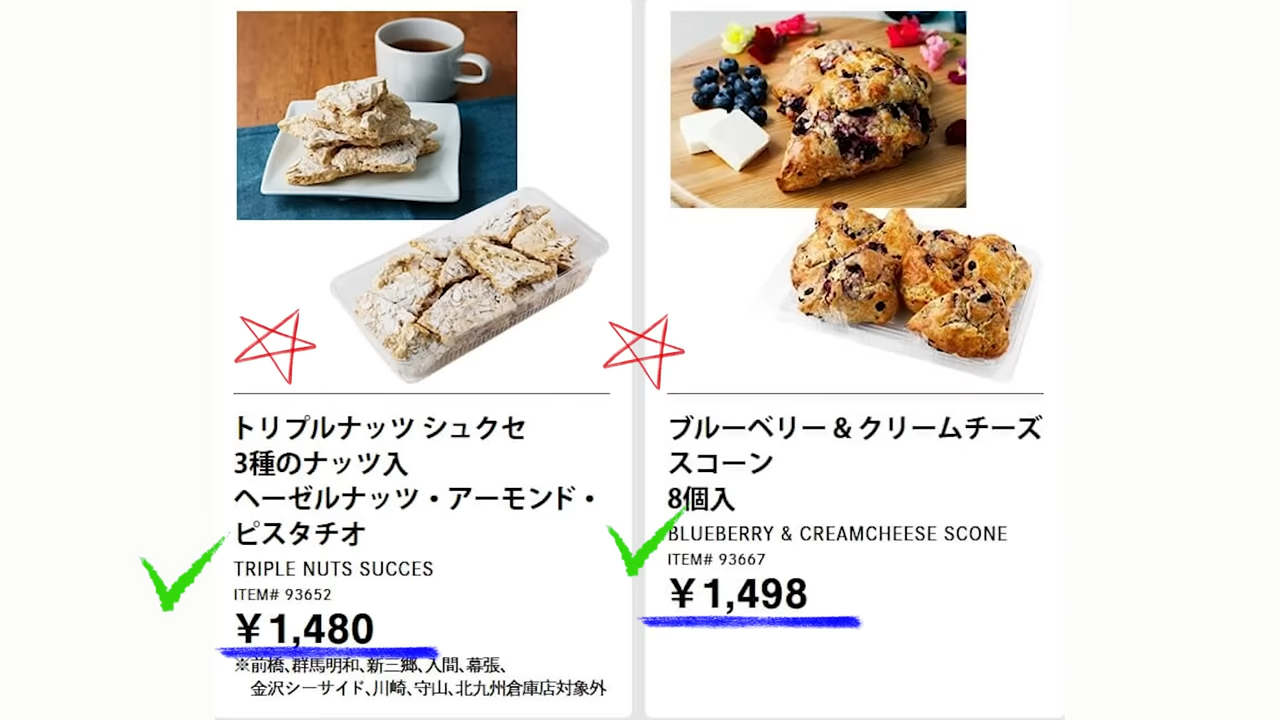 トリプルナッツ シュクセ
3種のナッツ入
ヘーゼルナッツ・アーモンド・
ピスタチオ
TRIPLE NUTS SUCCES
ITEM# 93652
￥1,480
※前橋、群馬明和、新三郷、入間、幕張、
金沢シーサイド、川崎、守山、北九州倉庫店対象外
ブルーベリー & クリームチーズ
スコーン
8個入
BLUEBERRY & CREAMCHEESE SCONE
ITEM# 93667
￥1,498